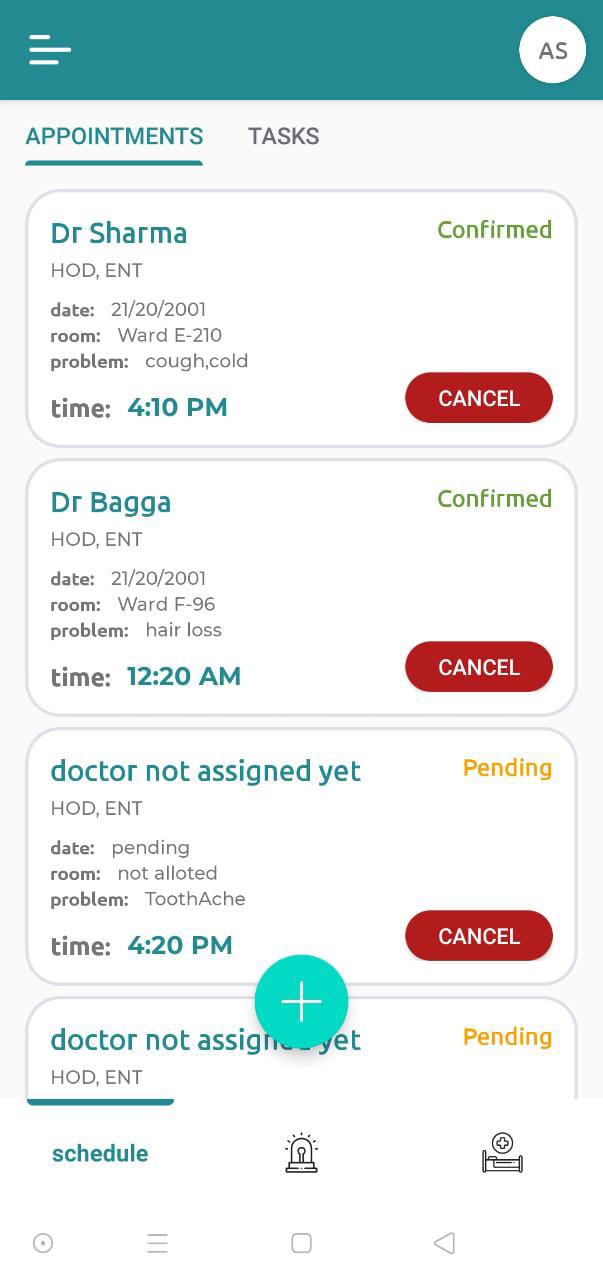 AS
APPOINTMENTS TASKS
Dr Sharma Confirmed
HOD, ENT
date: 21/20/2001
room: Ward E-210
problem: cough,cold
time: 4:10 PM CANCEL
Dr Bagga Confirmed
HOD, ENT
date: 21/20/2001
room: Ward F-96
problem: hair loss
time: 12:20 AM CANCEL
doctor not assigned yet Pending
HOD, ENT
date: pending
room: not alloted
problem: ToothAche
time: 4:20 PM CANCEL
doctor not assigned yet Pending
HOD, ENT
schedule